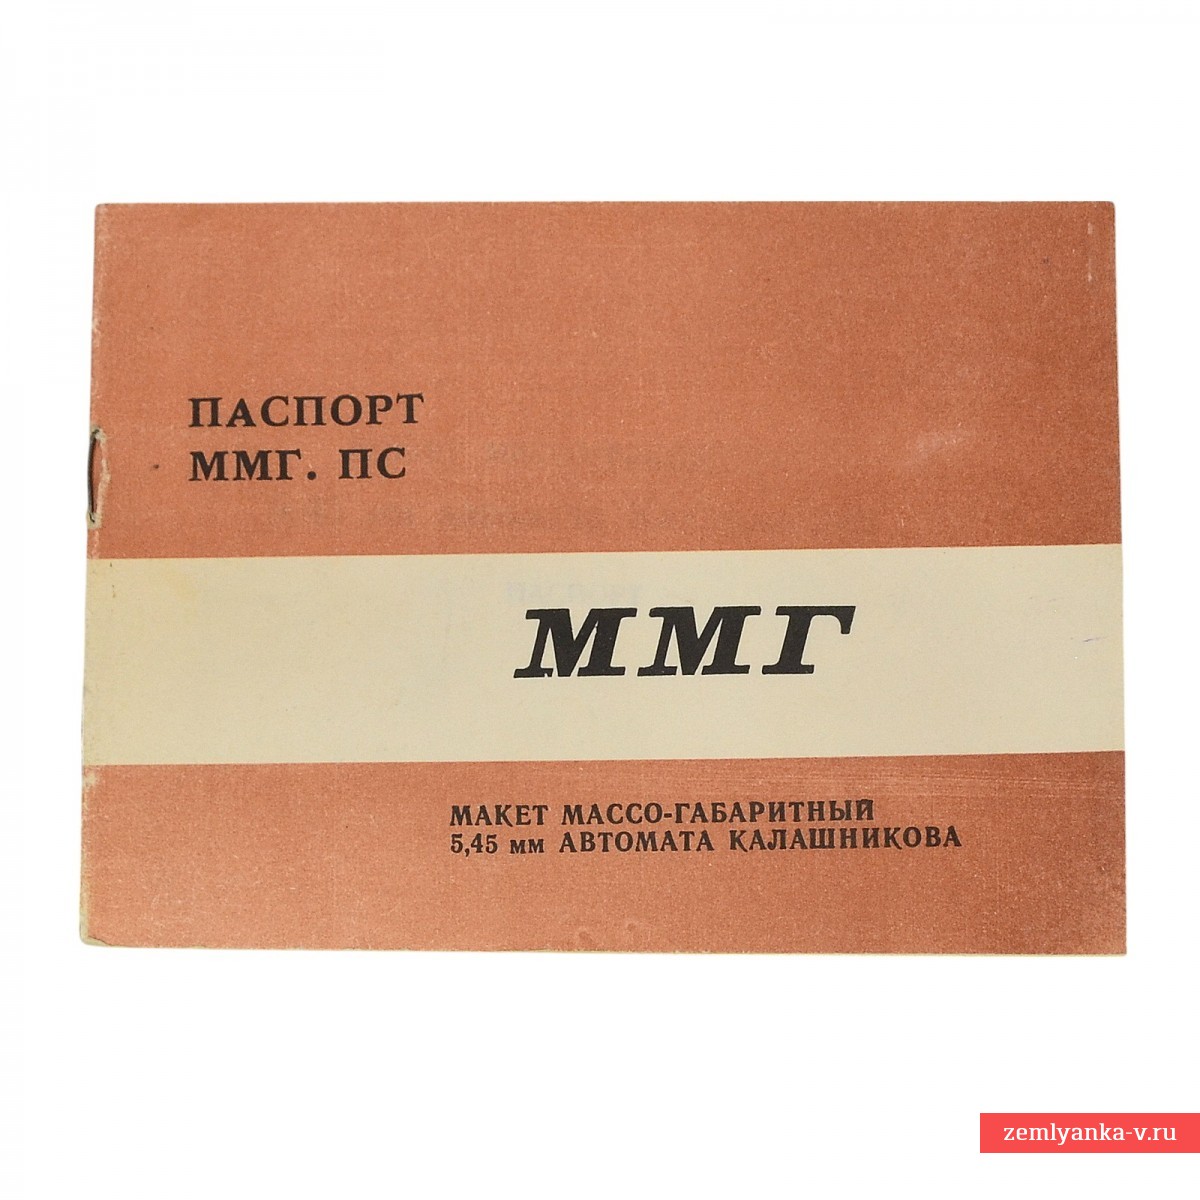 ПАСПОРТ
ММГ. ПС
ММГ
МАКЕТ МАССО-ГАБАРИТНЫЙ
5,45 мм АВТОМАТА КАЛАШНИКОВА
zemlyanka-v.ru